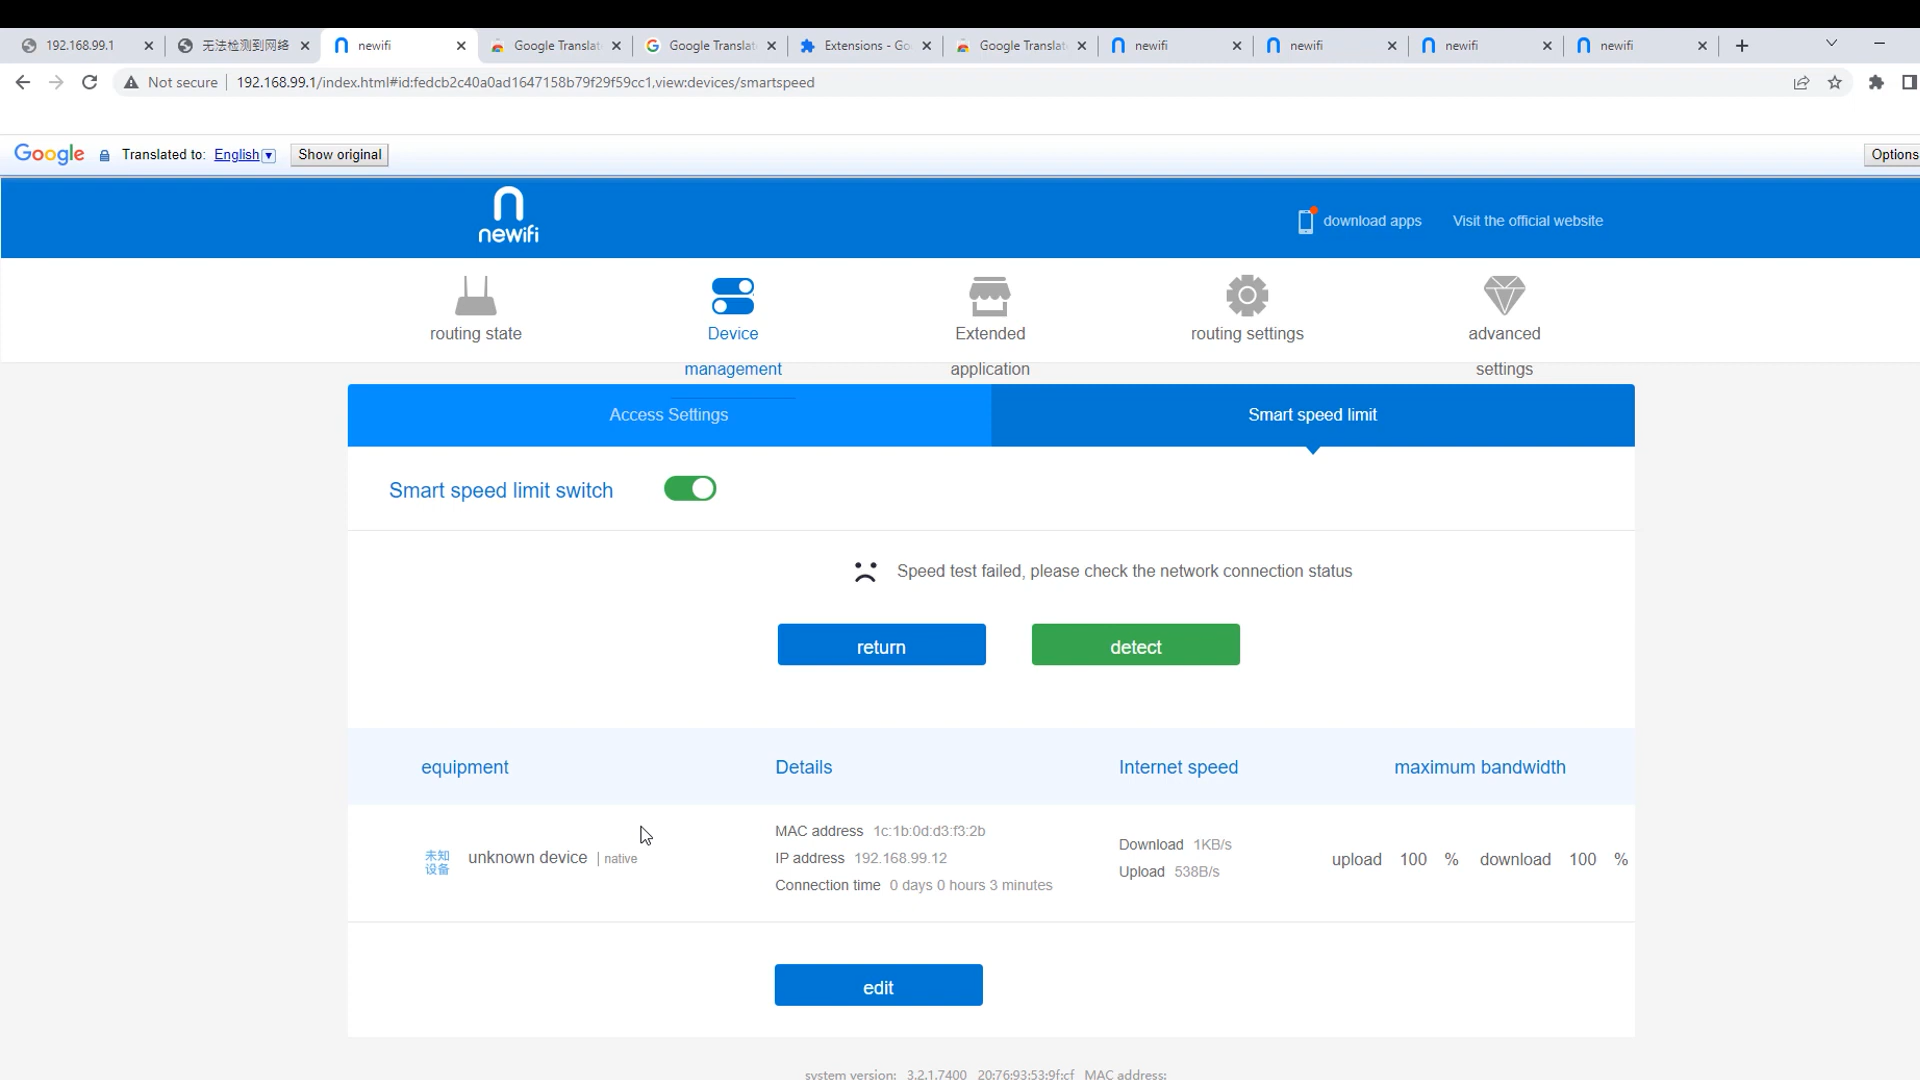 192.168.99.1
无法检测到网络
newifi
Google Translat
Google Translat
Extensions - Go
Google Translat
newifi
newifi
newifi
newifi
Not secure
192.168.99.1/index.html#id:fedcb2c40a0ad1647158b79f29f59cc1,view:devices/smartspeed
Google Translated to: English Show original
Options
newifi
download apps
Visit the official website
routing state
Device management
Extended application
routing settings
advanced settings
Access Settings
Smart speed limit
Smart speed limit switch
Speed test failed, please check the network connection status
return
detect
equipment
Details
Internet speed
maximum bandwidth
未知
设备
unknown device | native
MAC address 1c:1b:0d:d3:f3:2b
IP address 192.168.99.12
Connection time 0 days 0 hours 3 minutes
Download 1KB/s
Upload 538B/s
upload 100 % download 100 %
edit
system version: 3.2.1.7400 20:76:93:53:9f:cf MAC address: